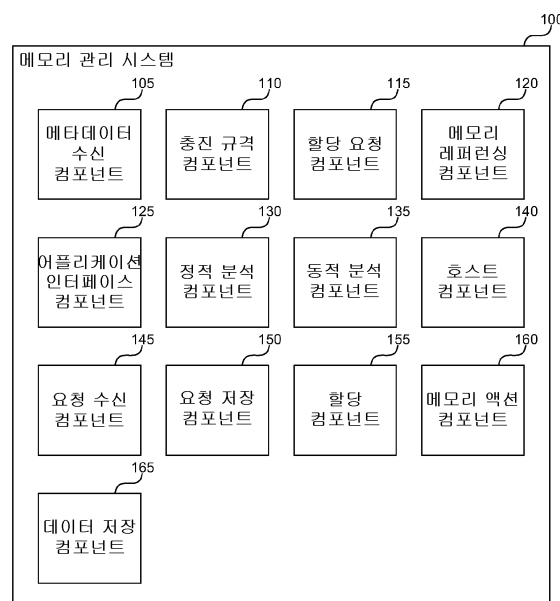 100
메모리 관리 시스템
105
110
115
120
메타데이터
수신
컴포넌트
충진 규격
컴포넌트
할당 요청
컴포넌트
메모리
레퍼런싱
컴포넌트
125
130
135
140
어플리케이션
인터페이스
컴포넌트
정적 분석
컴포넌트
동적 분석
컴포넌트
호스트
컴포넌트
145
150
155
160
요청 수신
컴포넌트
요청 저장
컴포넌트
할당
컴포넌트
메모리 액션
컴포넌트
165
데이터 저장
컴포넌트